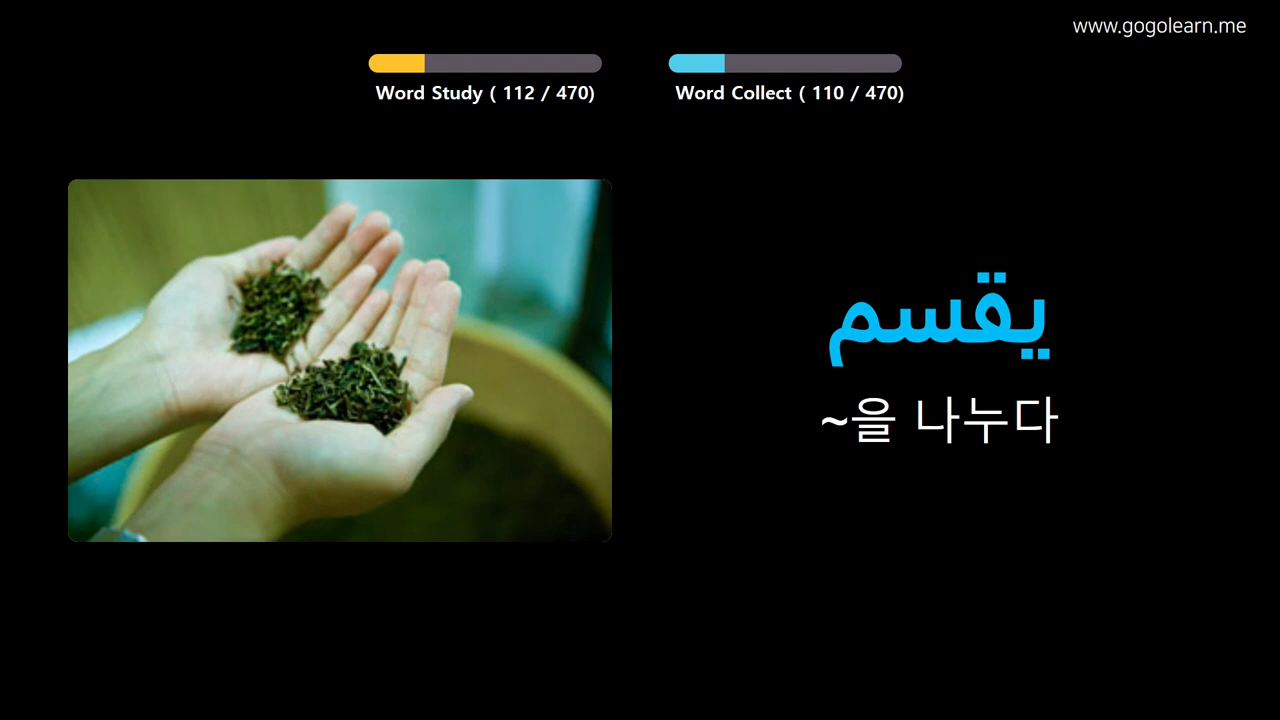 www.gogolearn.me
Word Study ( 112 / 470)
Word Collect ( 110 / 470)
يقسم
~을 나누다